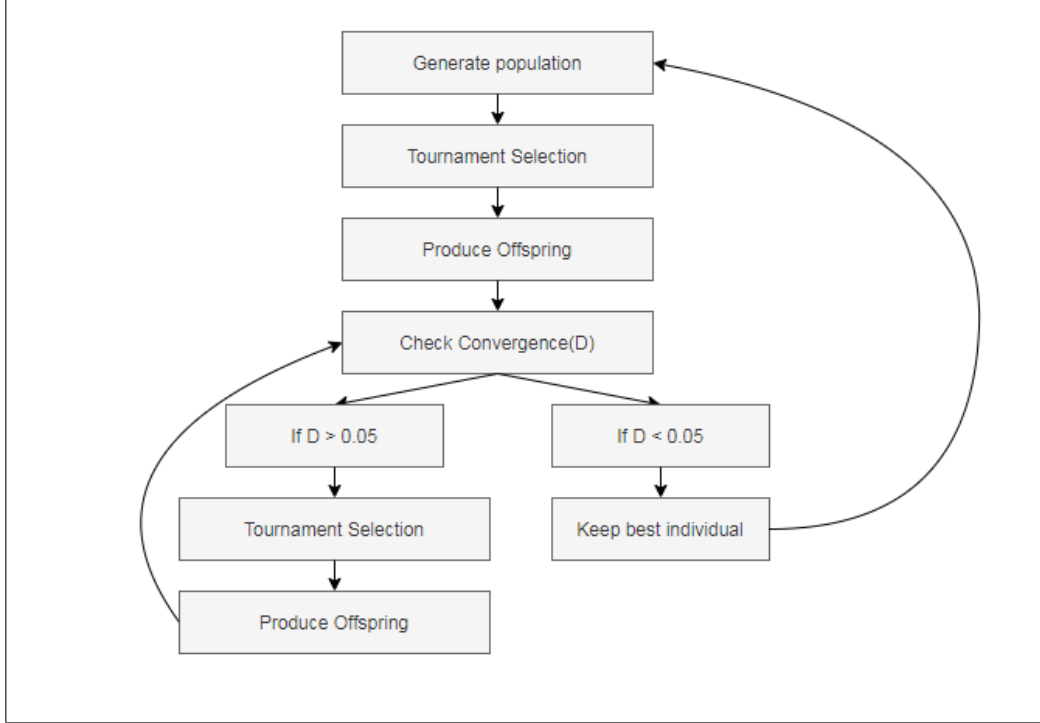 Generate population
Tournament Selection
Produce Offspring
Check Convergence(D)
If D > 0.05
If D < 0.05
Tournament Selection
Keep best individual
Produce Offspring